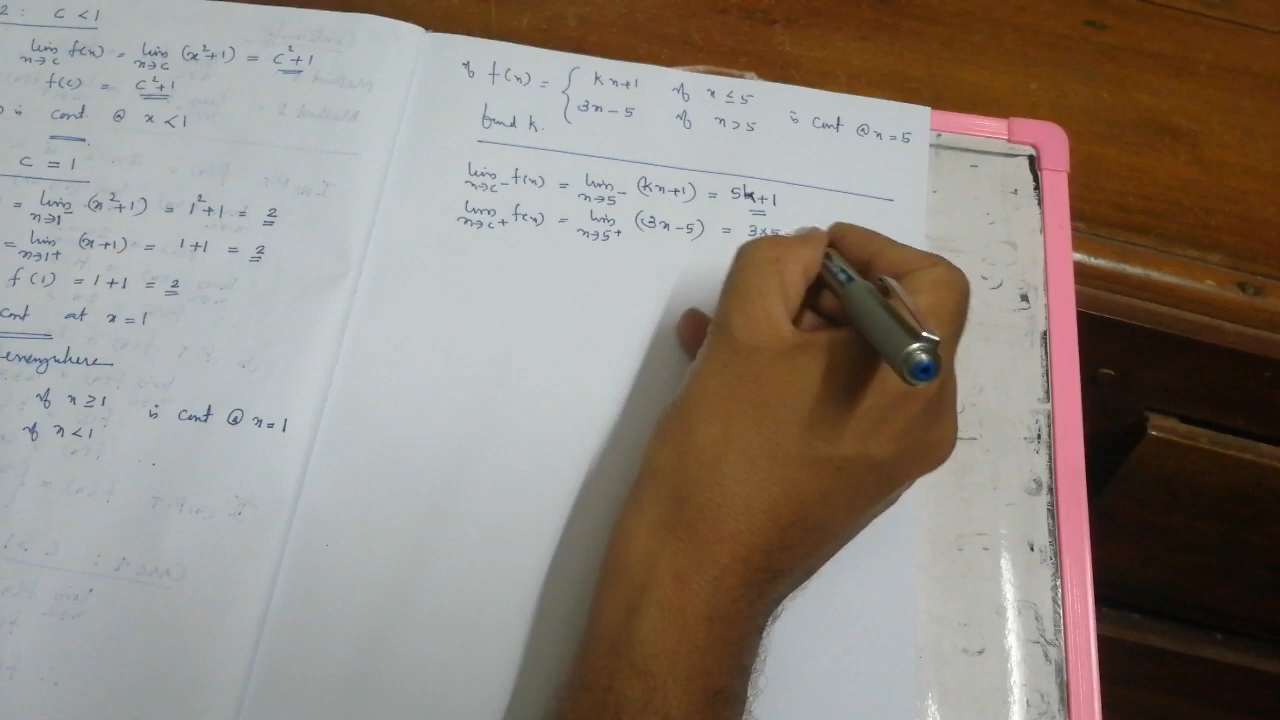 2: c < 1
lim n→c f(n) = lim n→c (x²+1) = c²+1
f(c) = c²+1
is cont. @ x < 1
c = 1
= lim n→1⁻ (x²+1) = 1²+1 = 2
= lim n→1+ (x+1) = 1+1 = 2
f(1) = 1+1 = 2
cont at x = 1
everywhere
if x ≥ 1
if x < 1
is cont @ x = 1
If f(x) = { kx+1 if x ≤ 5
3x-5 if x > 5 is cont @ x = 5
find k.
lim x→c⁻ f(x) = lim x→5⁻ (kx+1) = 5k+1
lim x→c+ f(x) = lim x→5+ (3x-5) = 3×5